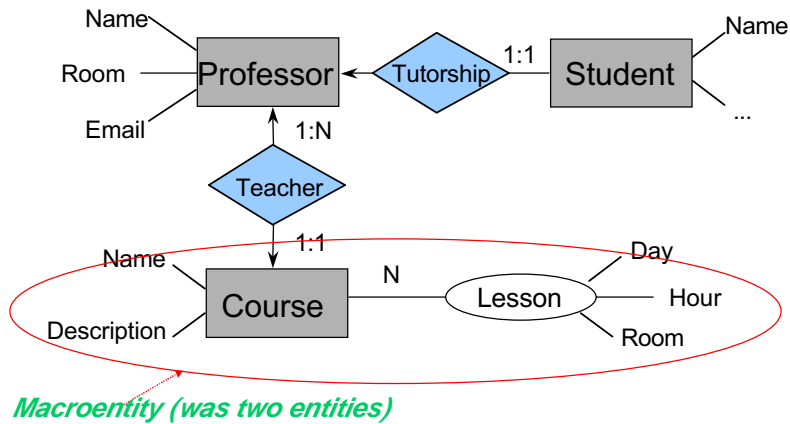 Name
Name
1:1
Room
Professor
Tutorship
Student
...
Email
1:N
Teacher
1:1
Name
Day
N
Course
Lesson
Hour
Description
Room
Macroentity (was two entities)